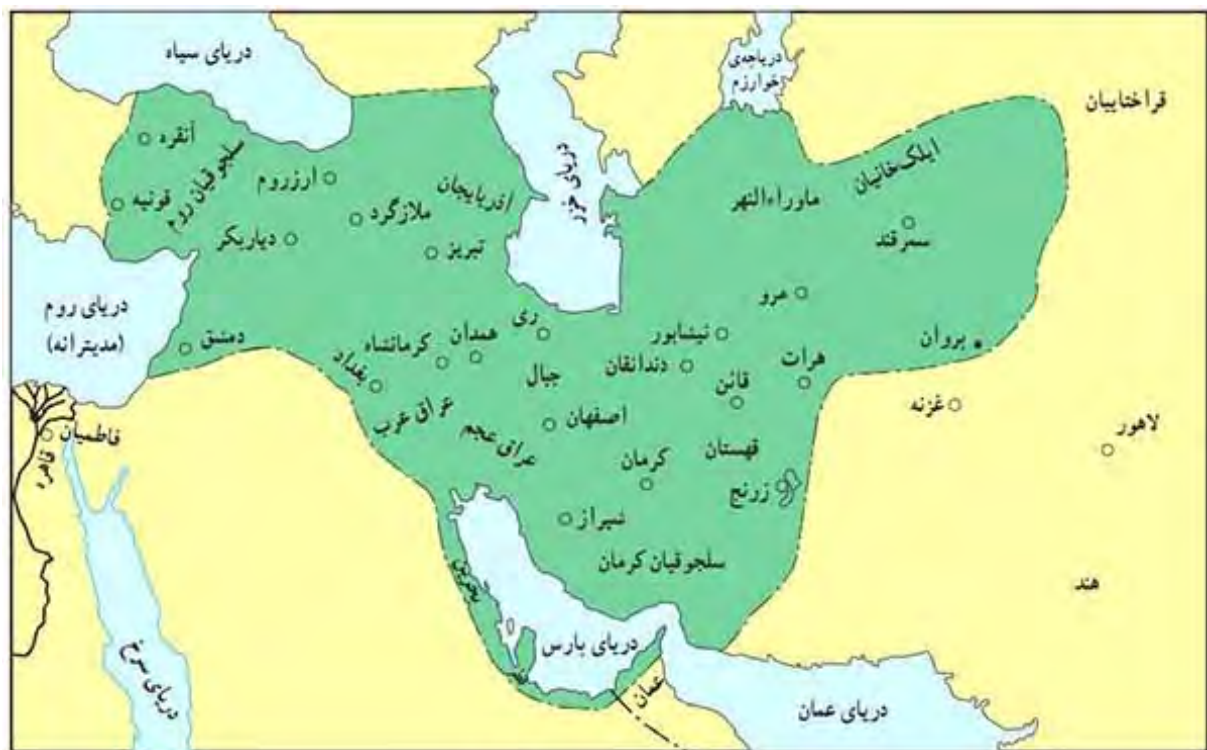 دریای سیاه
دریاچه‌ی
خوارزم
قراختاییان
ایلک‌خانیان
آنقره
سلجوقیان روم
ارزروم
آذربایجان
ماوراءالنهر
قونیه
ملازگرد
سمرقند
دیاربکر
تبریز
دریای خزر
مرو
دریای روم
(مدیترانه)
ری
نیشابور
بروان
دمشق
همدان
کرمانشاه
دندانقان
هرات
بغداد
جبال
قائن
غزنه
اصفهان
عراق عرب
لاهور
فاطمیان
عراق عجم
قهستان
قاهره
کرمان
زرنج
شیراز
سلجوقیان کرمان
هند
بحرین
دریای پارس
دریای سرخ
عمان
دریای عمان